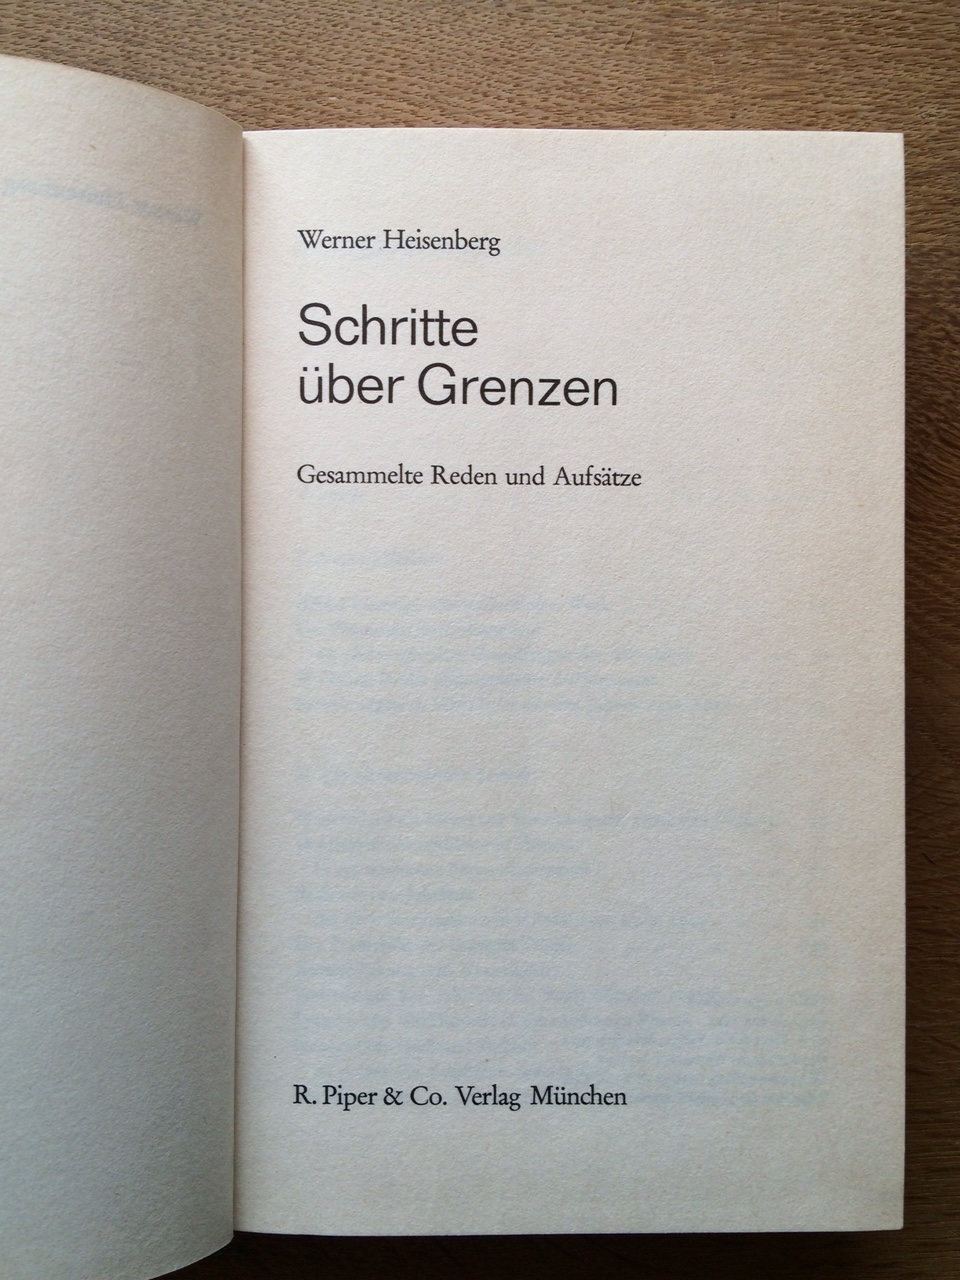 Werner Heisenberg
Schritte
über Grenzen
Gesammelte Reden und Aufsätze
R. Piper & Co. Verlag München